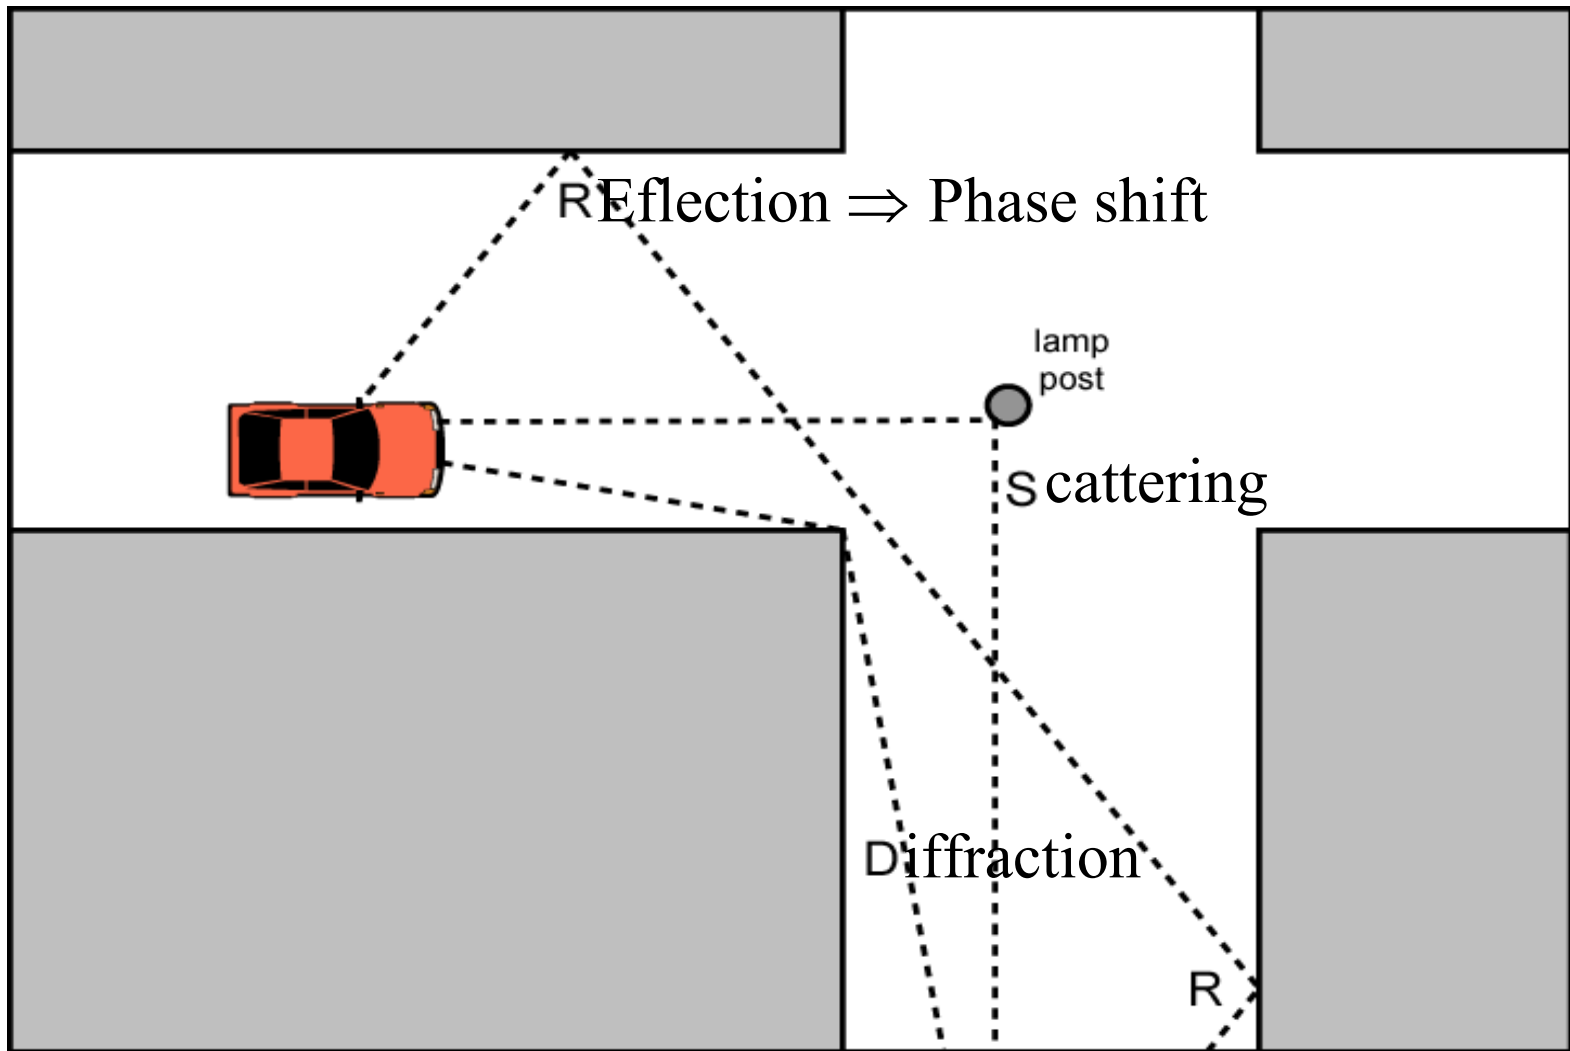 REflection ⇒ Phase shift
lamp
post
Scattering
Diffraction
R